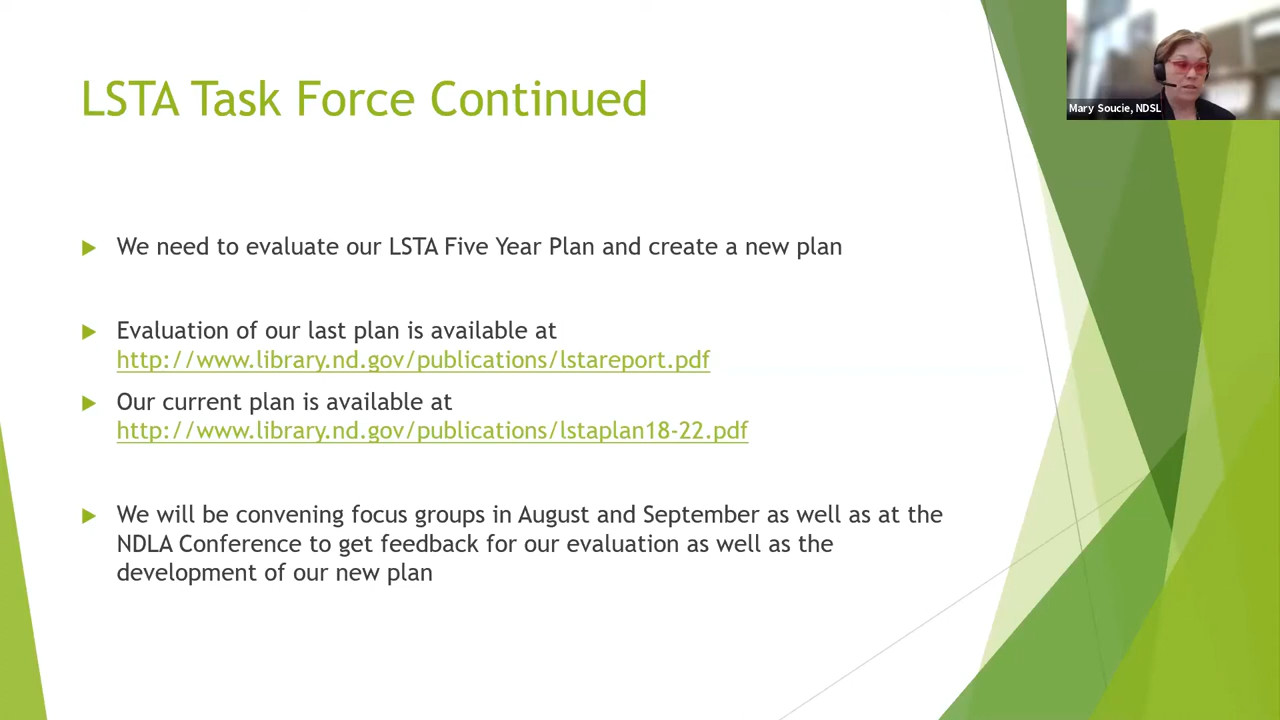 LSTA Task Force Continued
Mary Soucie, NDSL
We need to evaluate our LSTA Five Year Plan and create a new plan
Evaluation of our last plan is available at
http://www.library.nd.gov/publications/lstareport.pdf
Our current plan is available at
http://www.library.nd.gov/publications/lstaplan18-22.pdf
We will be convening focus groups in August and September as well as at the
NDLA Conference to get feedback for our evaluation as well as the
development of our new plan